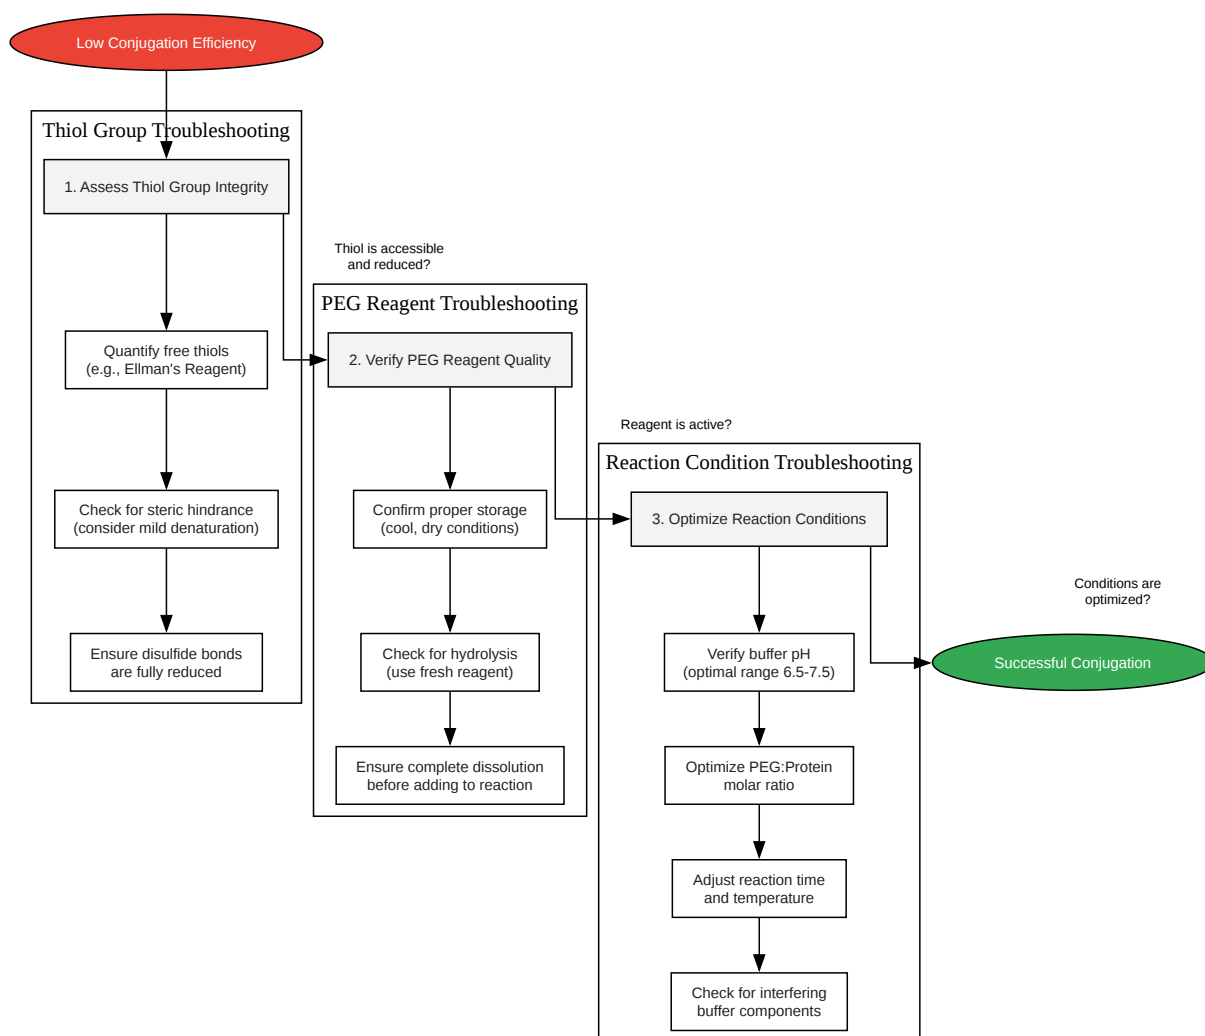 Low Conjugation Efficiency
Thiol Group Troubleshooting
1. Assess Thiol Group Integrity
Quantify free thiols
(e.g., Ellman's Reagent)
Check for steric hindrance
(consider mild denaturation)
Ensure disulfide bonds
are fully reduced
Thiol is accessible
and reduced?
PEG Reagent Troubleshooting
2. Verify PEG Reagent Quality
Confirm proper storage
(cool, dry conditions)
Check for hydrolysis
(use fresh reagent)
Ensure complete dissolution
before adding to reaction
Reagent is active?
Reaction Condition Troubleshooting
3. Optimize Reaction Conditions
Verify buffer pH
(optimal range 6.5-7.5)
Optimize PEG:Protein
molar ratio
Adjust reaction time
and temperature
Check for interfering
buffer components
Conditions are
optimized?
Successful Conjugation